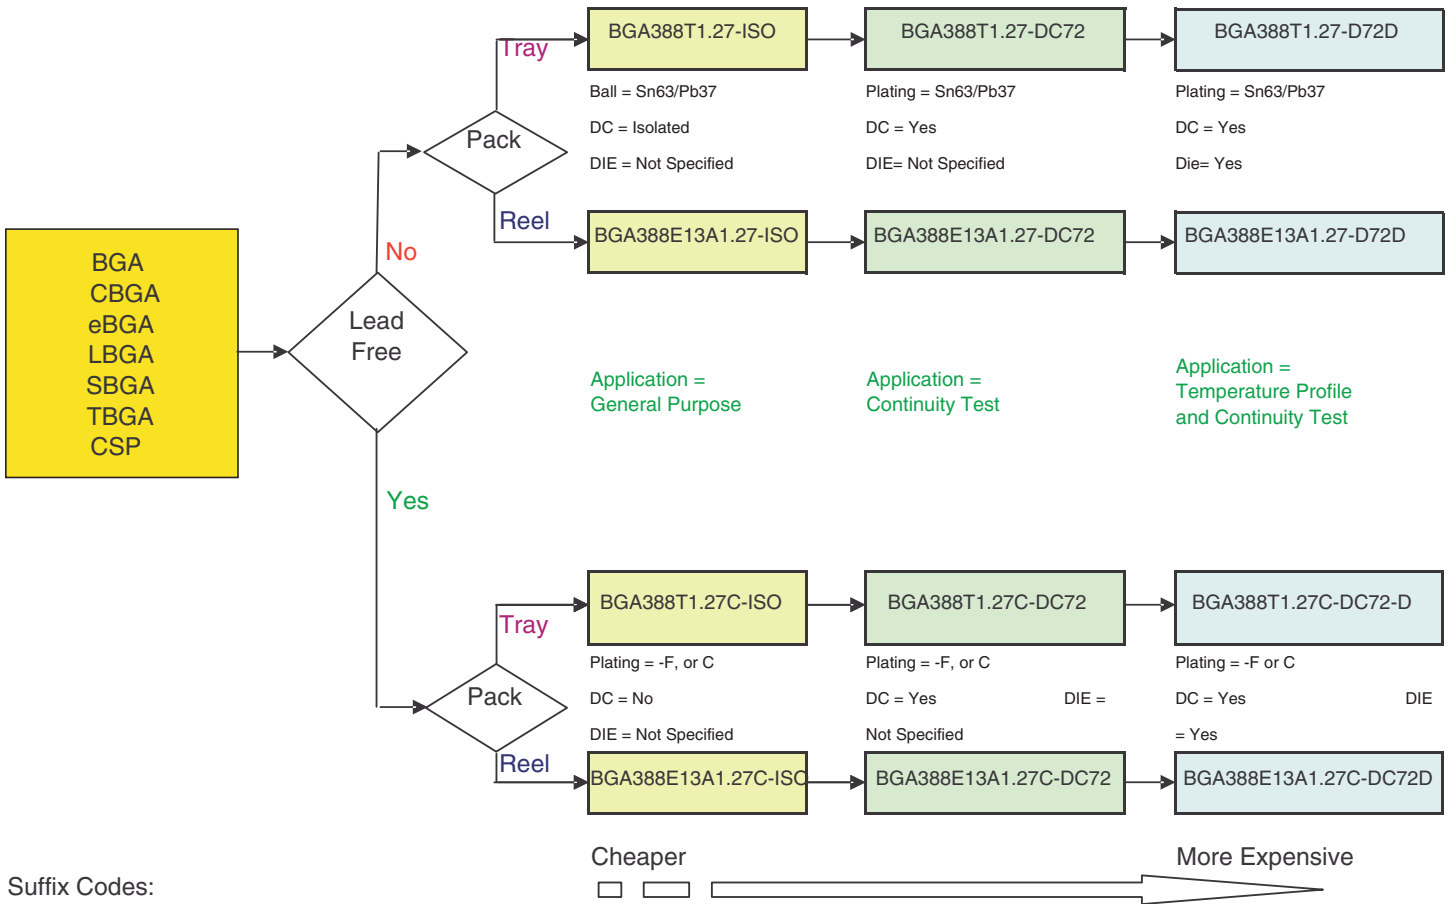 BGA388T1.27-ISO
BGA388T1.27-DC72
BGA388T1.27-D72D
Tray
Ball = Sn63/Pb37
Plating = Sn63/Pb37
Plating = Sn63/Pb37
DC = Isolated
DC = Yes
DC = Yes
Pack
DIE = Not Specified
DIE= Not Specified
Die= Yes
Reel
BGA388E13A1.27-ISO
BGA388E13A1.27-DC72
BGA388E13A1.27-D72D
No
BGA
CBGA
eBGA
LBGA
SBGA
TBGA
CSP
Lead
Free
Application =
General Purpose
Application =
Continuity Test
Application =
Temperature Profile
and Continuity Test
Yes
BGA388T1.27C-ISO
BGA388T1.27C-DC72
BGA388T1.27C-DC72-D
Tray
Plating = -F, or C
Plating = -F, or C
Plating = -F or C
Pack
DC = No
DC = Yes DIE =
DC = Yes DIE
DIE = Not Specified
Not Specified
= Yes
Reel
BGA388E13A1.27C-ISO
BGA388E13A1.27C-DC72
BGA388E13A1.27C-DC72D
Cheaper
More Expensive
Suffix Codes: